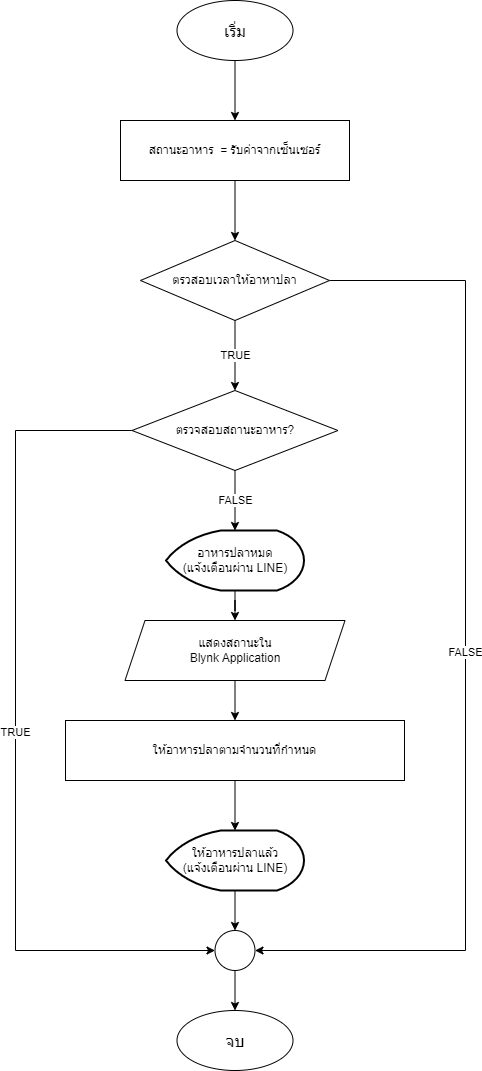 เริ่ม
สถานะอาหาร = รับค่าจากเซ็นเซอร์
ตรวสอบเวลาให้อาหาปลา
TRUE
ตรวจสอบสถานะอาหาร?
FALSE
อาหารปลาหมด
(แจ้งเตือนผ่าน LINE)
แสดงสถานะใน
Blynk Application
FALSE
TRUE
ให้อาหารปลาตามจำนวนที่กำหนด
ให้อาหารปลาแล้ว
(แจ้งเตือนผ่าน LINE)
จบ